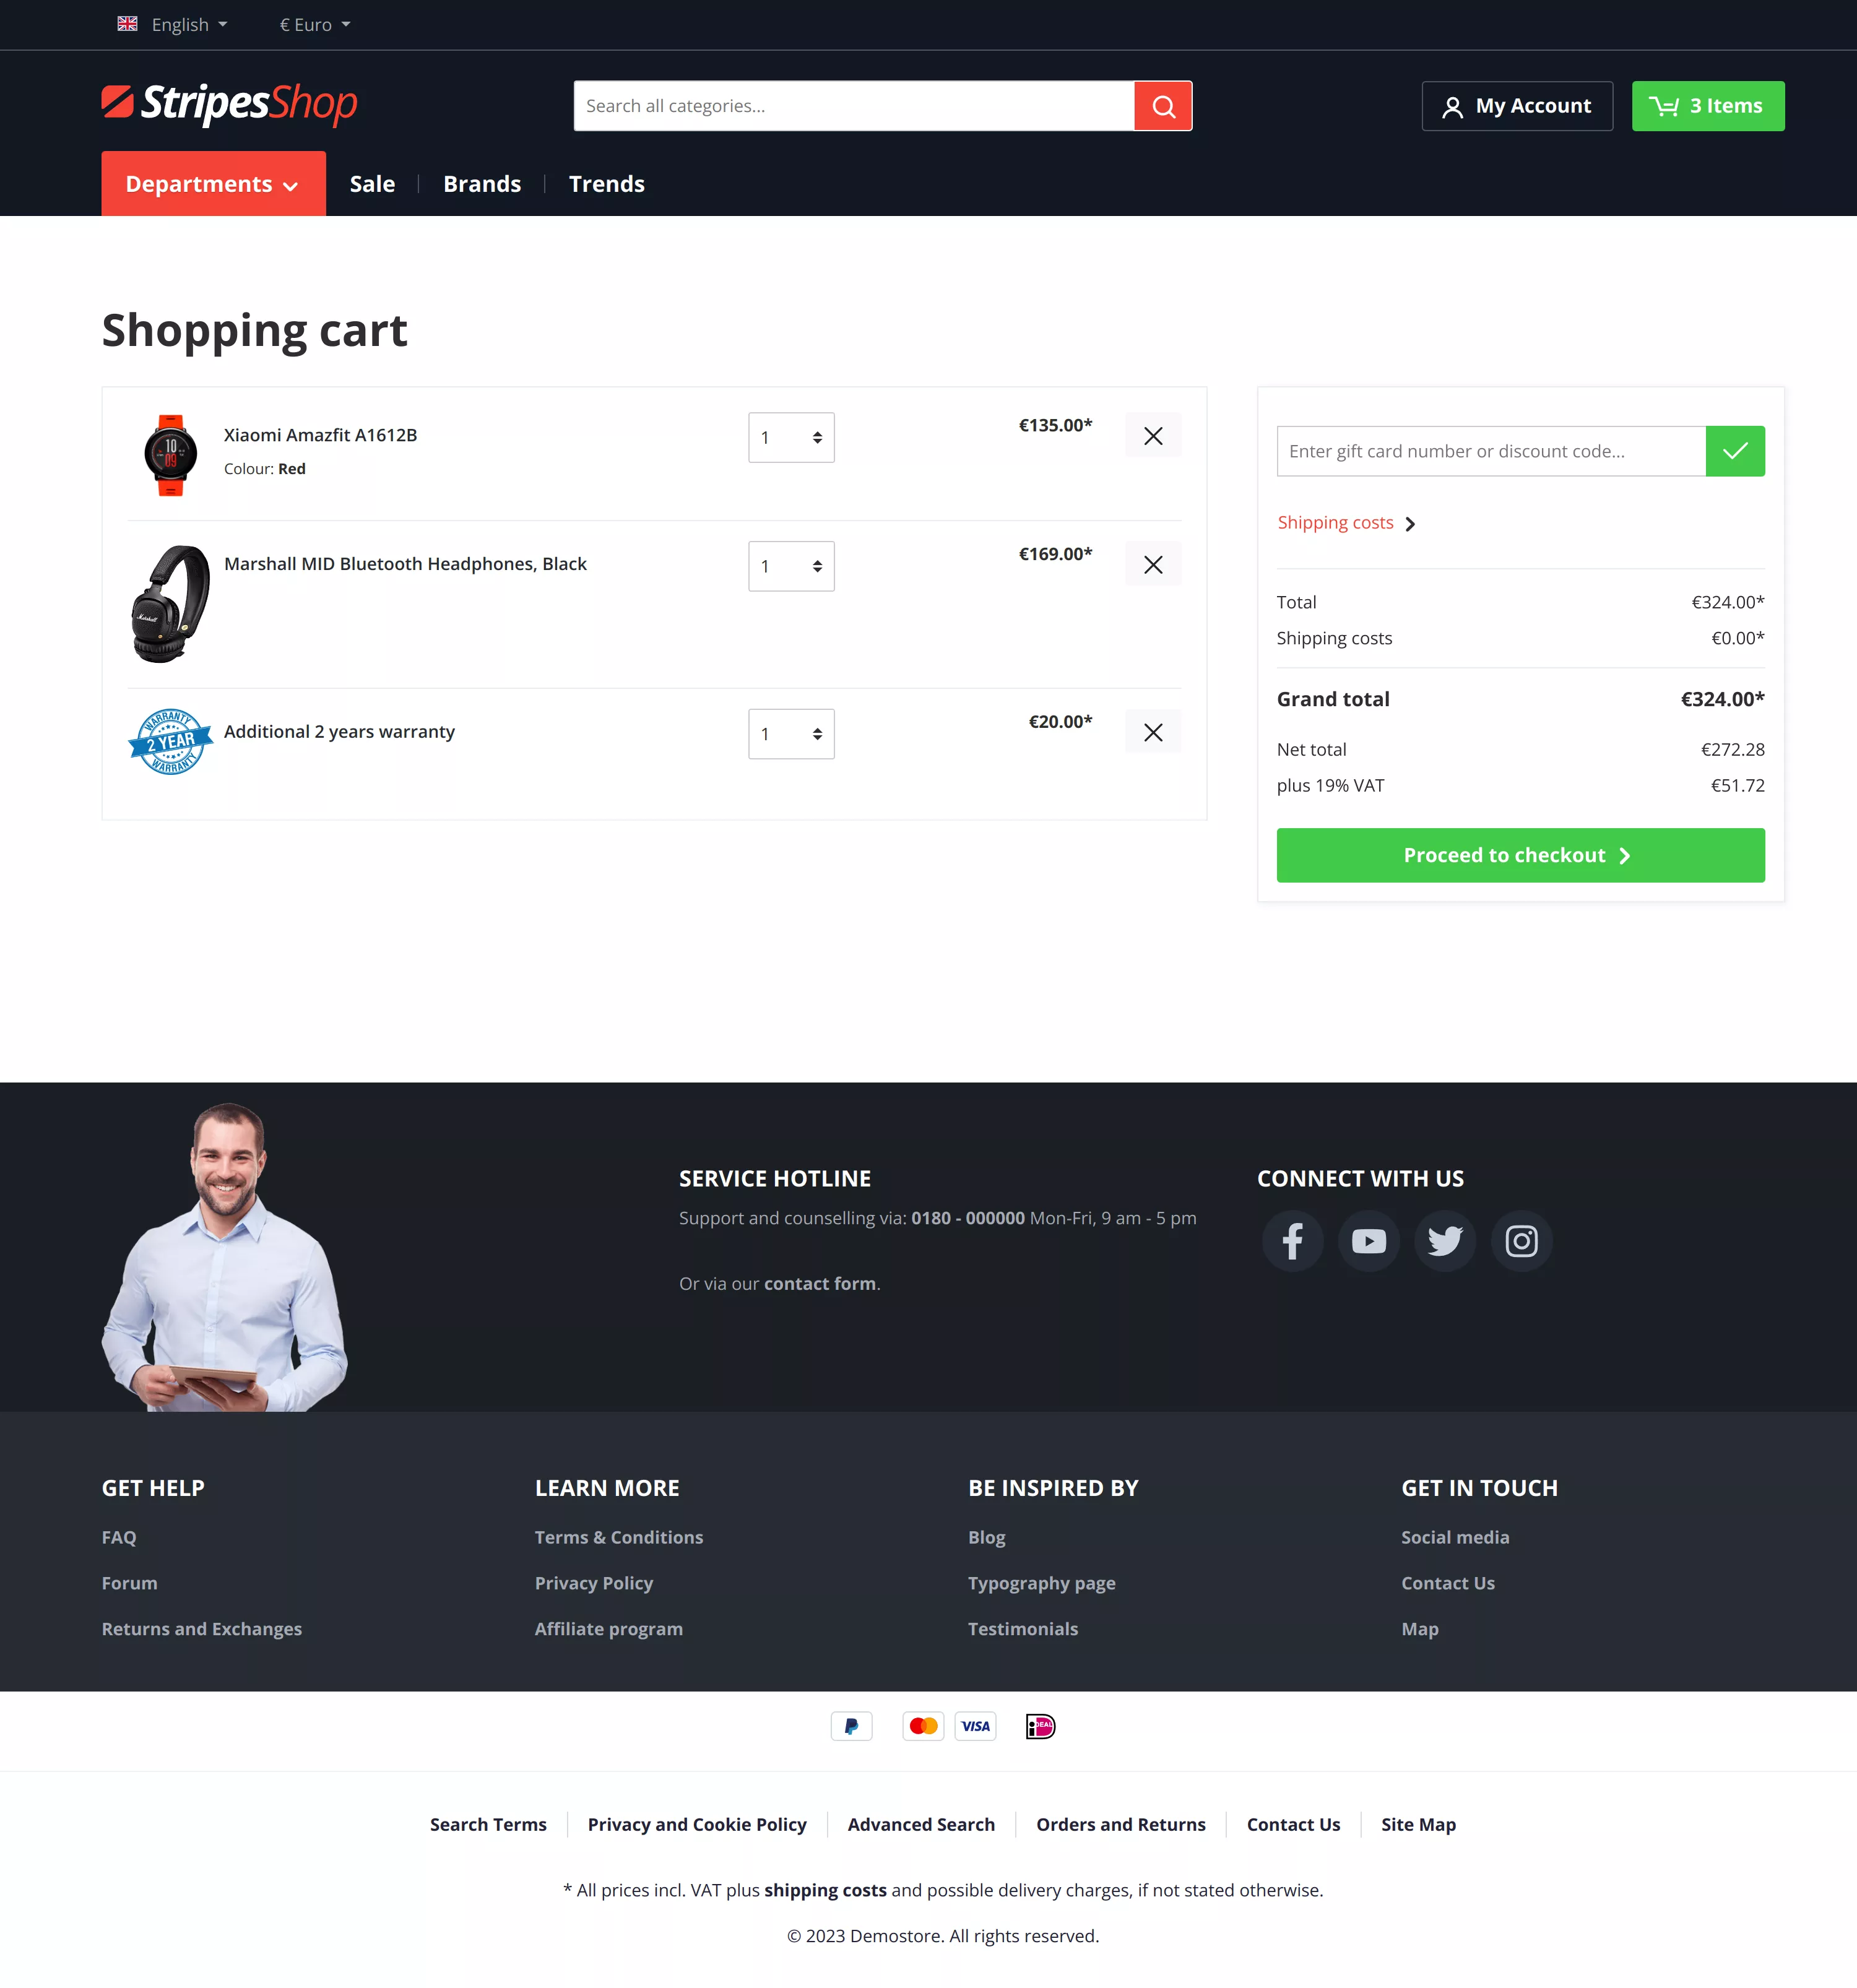 English € Euro
StripesShop
Search all categories...
My Account
3 Items
Departments Sale Brands Trends
Shopping cart
Xiaomi Amazfit A1612B
Colour: Red
10
09
1
€135.00*
Marshall MID Bluetooth Headphones, Black
Marshall
1
€169.00*
WARRANTY
2 YEAR
WARRANTY
Additional 2 years warranty
1
€20.00*
Enter gift card number or discount code...
Shipping costs
Total €324.00*
Shipping costs €0.00*
Grand total €324.00*
Net total €272.28
plus 19% VAT €51.72
Proceed to checkout
SERVICE HOTLINE
Support and counselling via: 0180 - 000000 Mon-Fri, 9 am - 5 pm
Or via our contact form.
CONNECT WITH US
GET HELP
FAQ
Forum
Returns and Exchanges
LEARN MORE
Terms & Conditions
Privacy Policy
Affiliate program
BE INSPIRED BY
Blog
Typography page
Testimonials
GET IN TOUCH
Social media
Contact Us
Map
VISA
iDEAL
Search Terms Privacy and Cookie Policy Advanced Search Orders and Returns Contact Us Site Map
* All prices incl. VAT plus shipping costs and possible delivery charges, if not stated otherwise.
© 2023 Demostore. All rights reserved.